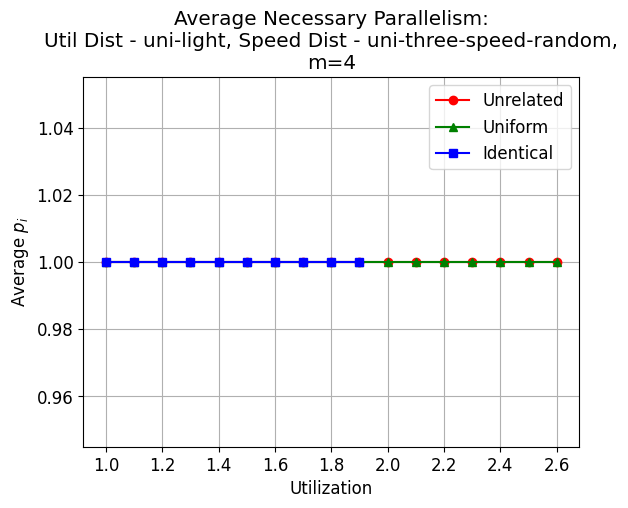 Average Necessary Parallelism:
Util Dist - uni-light, Speed Dist - uni-three-speed-random,
m=4
Unrelated
Uniform
Identical
Average p_i
1.04
1.02
1.00
0.98
0.96
1.0 1.2 1.4 1.6 1.8 2.0 2.2 2.4 2.6
Utilization